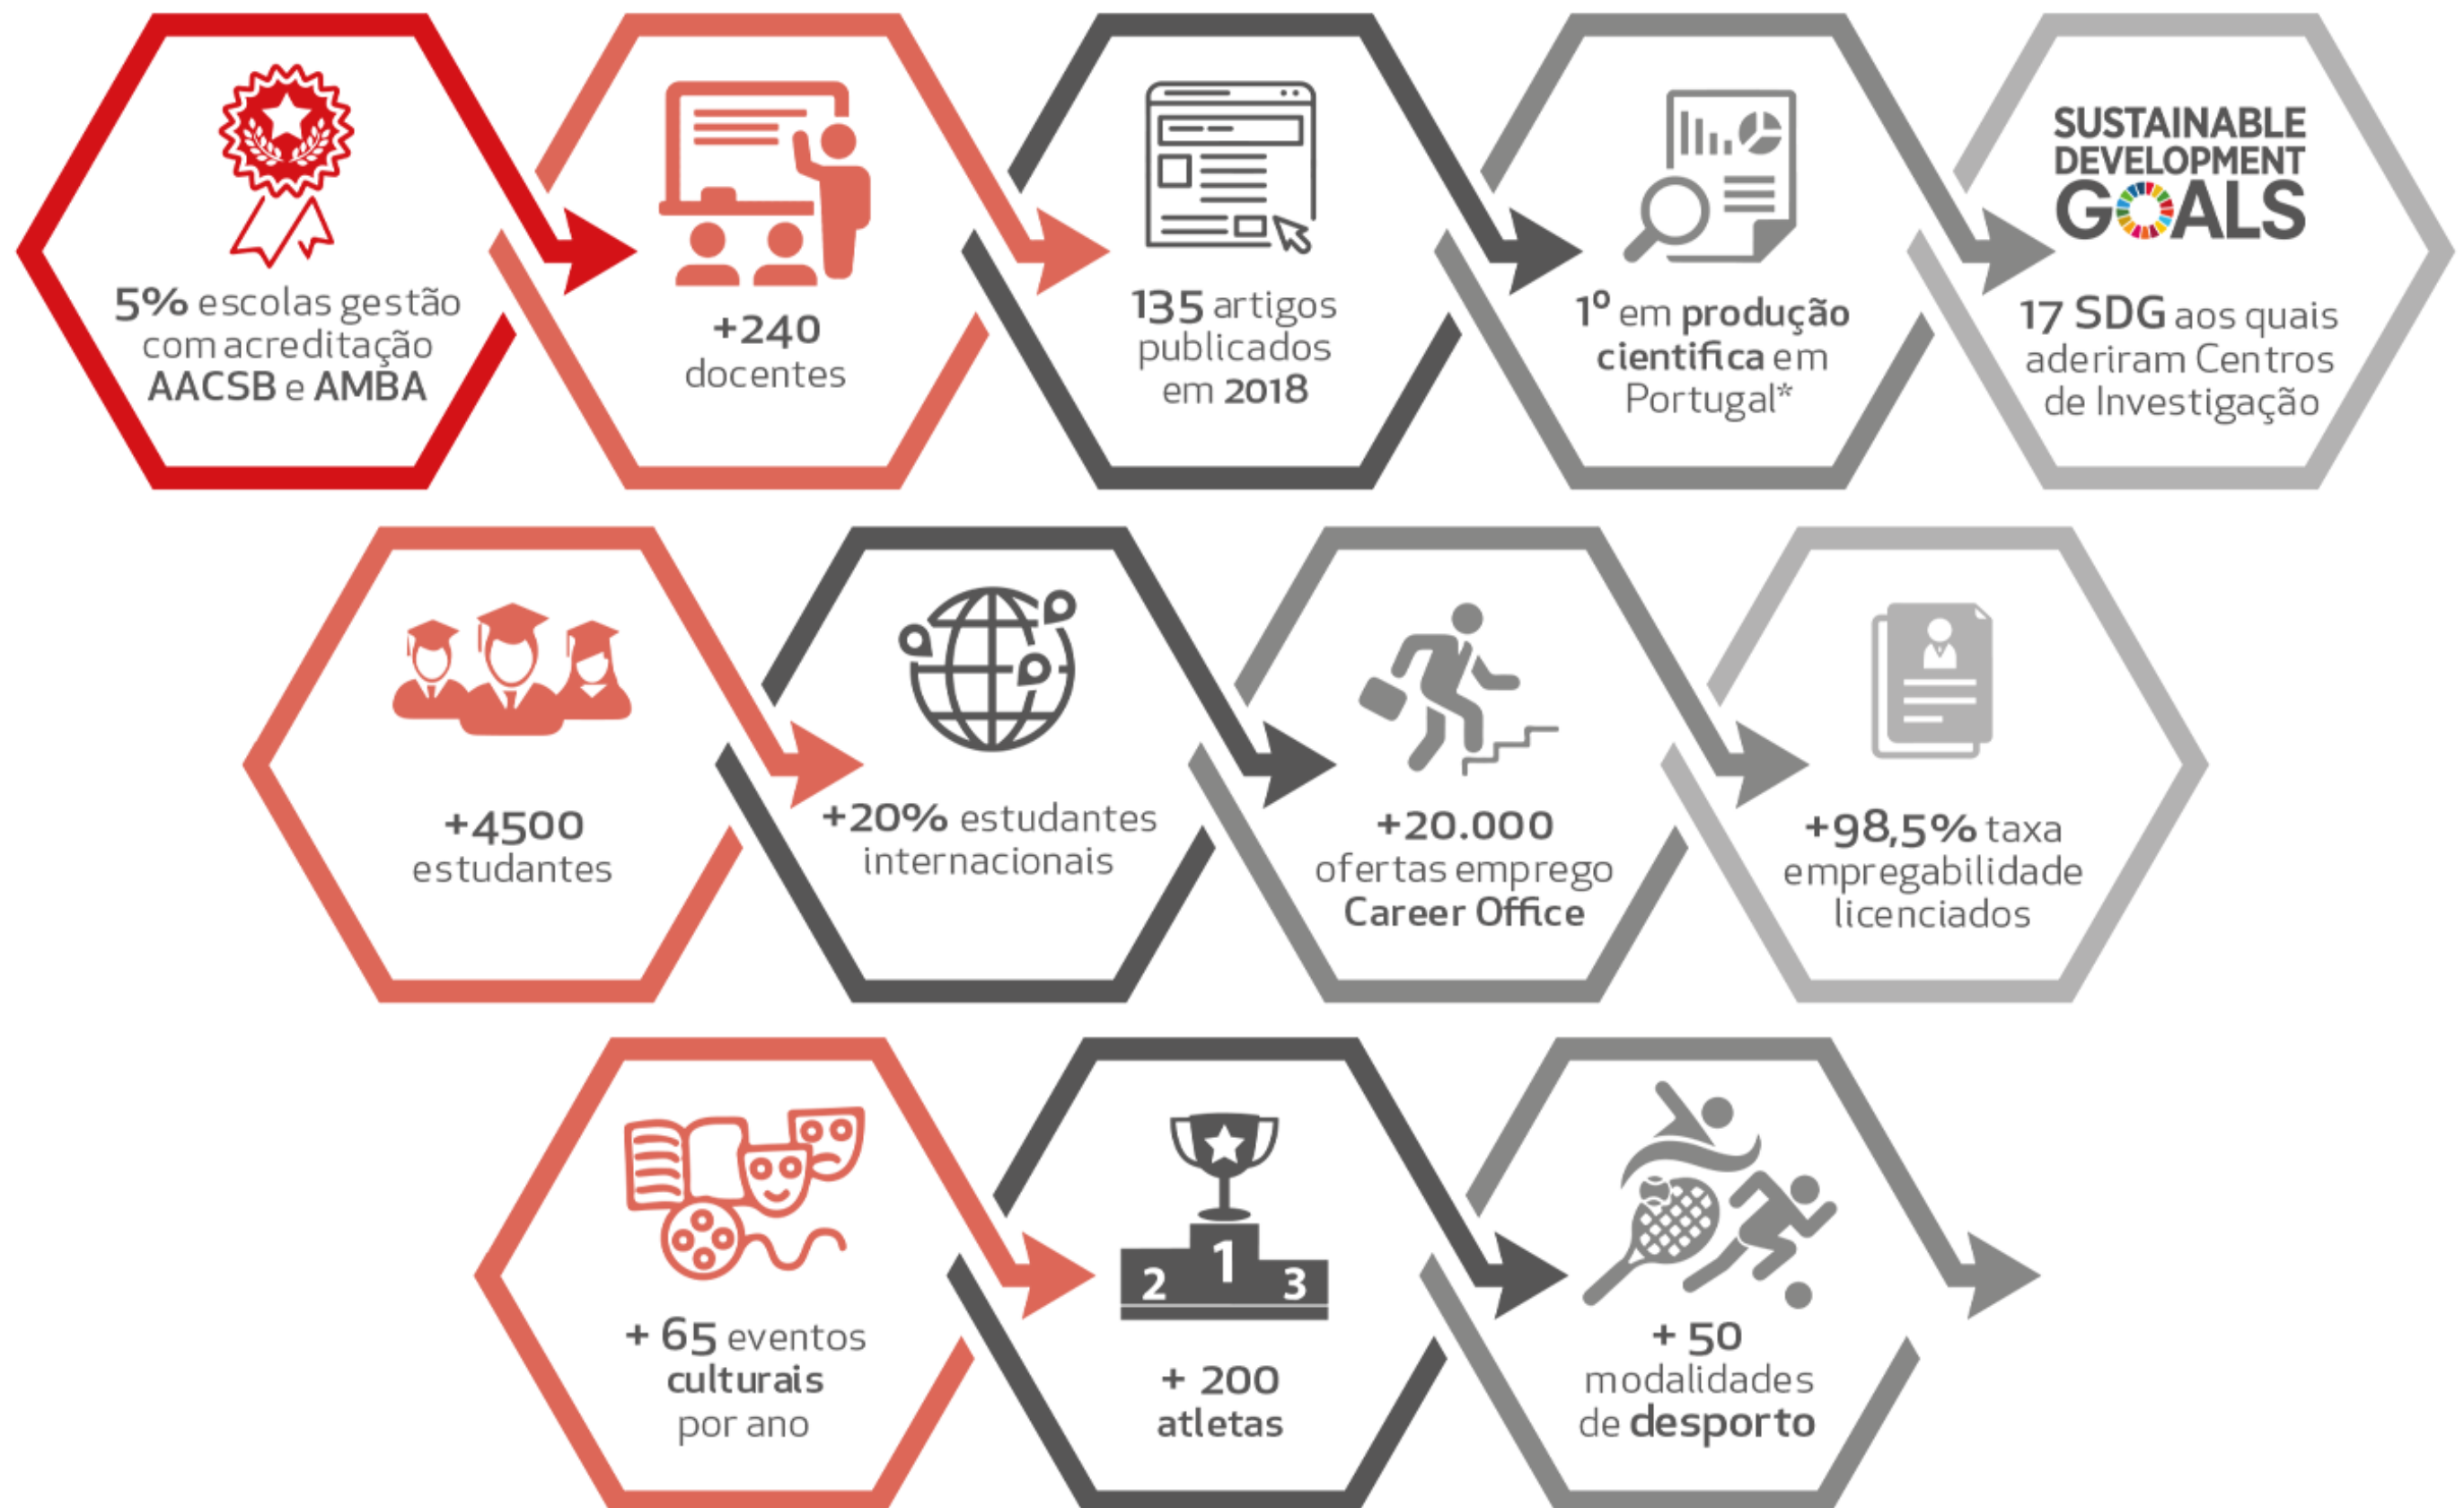 5% escolas gestão
com acreditação
AACSB e AMBA
+240
docentes
135 artigos
publicados
em 2018
1º em produção
cientifica em
Portugal*
SUSTAINABLE
DEVELOPMENT
GOALS
17 SDG aos quais
aderiram Centros
de Investigação
+4500
estudantes
+20% estudantes
internacionais
+20.000
ofertas emprego
Career Office
+98,5% taxa
empregabilidade
licenciados
+ 65 eventos
culturais
por ano
2 1 3
+ 200
atletas
+ 50
modalidades
de desporto